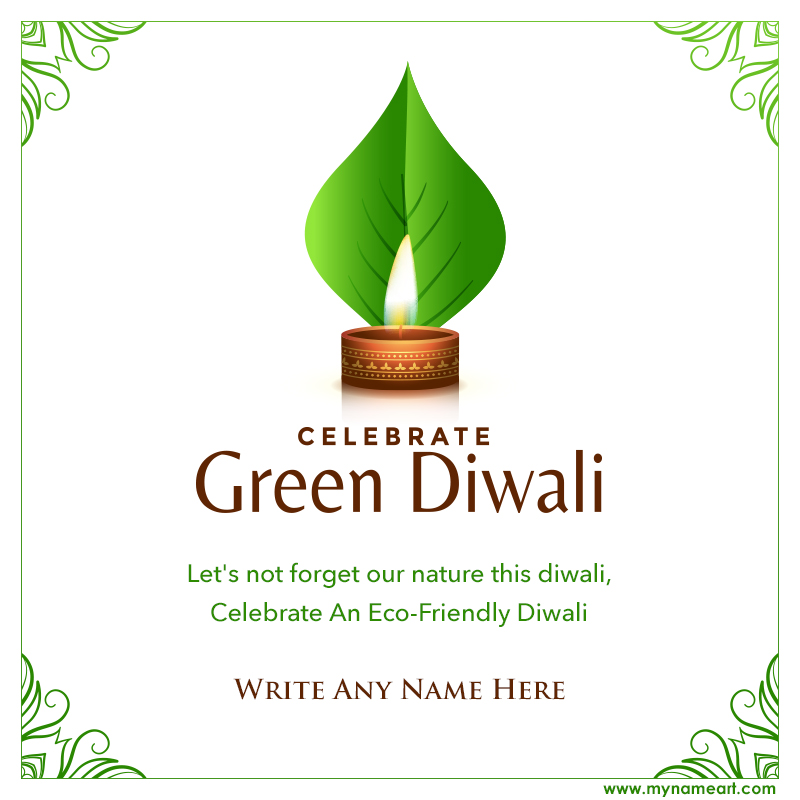 CELEBRATE
Green Diwali
Let's not forget our nature this diwali,
Celebrate An Eco-Friendly Diwali
Write Any Name Here
www.mynameart.com